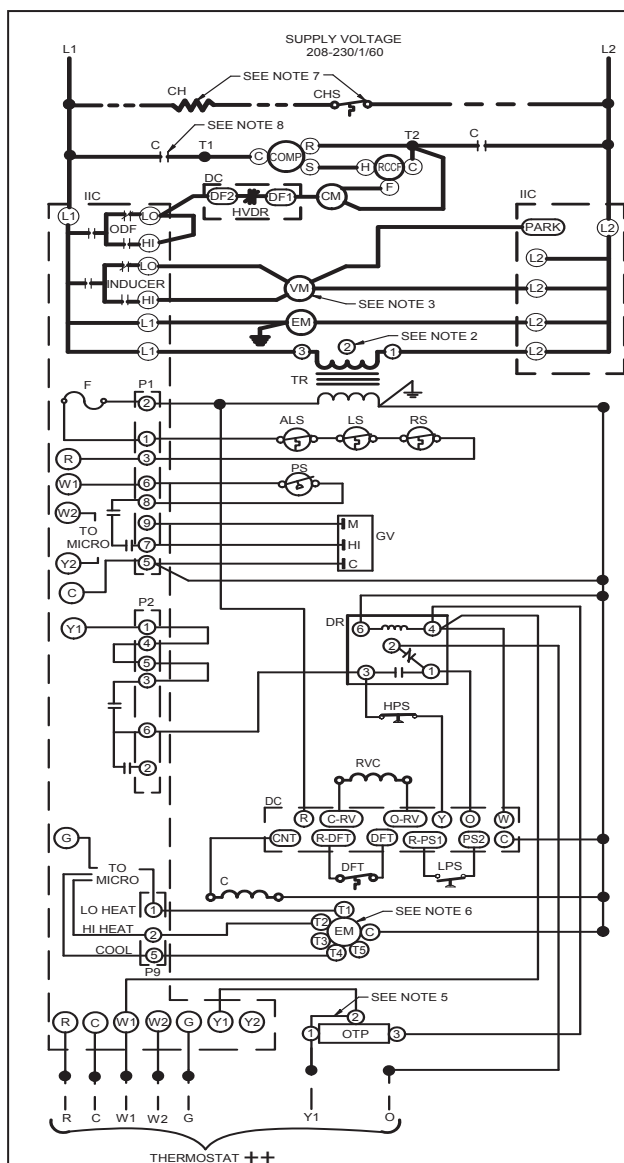 L1 SUPPLY VOLTAGE L2
208-230/1/60
CH SEE NOTE 7 CHS
C SEE NOTE 8 T1 R T2 C
C COMP S H RCCF C
IIC DC F IIC
L1 LO DF2 DF1 CM L2
ODF HVDR PARK
HI
LO L2
INDUCER VM
HI L2
SEE NOTE 3
L1 EM L2
SEE NOTE 2
2
L1 3 1 L2
TR
F P1
2
ALS LS RS
1
R 3
PS
W1 6
8
W2 9 M
TO
MICRO 7 HI GV
Y2 5 C
C
P2
DR 6 4
Y1 1 2
4
5 3 1
3
HPS
6
RVC
2
DC R C-RV O-RV Y O W
CNT R-DFT DFT R-PS1 PS2 C
G
DFT LPS
TO
MICRO C
LO HEAT 1 T1 SEE NOTE 6
HI HEAT 2 T2 EM C
T3
COOL 5 T4 T5
P9
SEE NOTE 5
R C W1 W2 G Y1 Y2 2
1 OTP 3
R C W1 W2 G Y1 O
THERMOSTAT ++